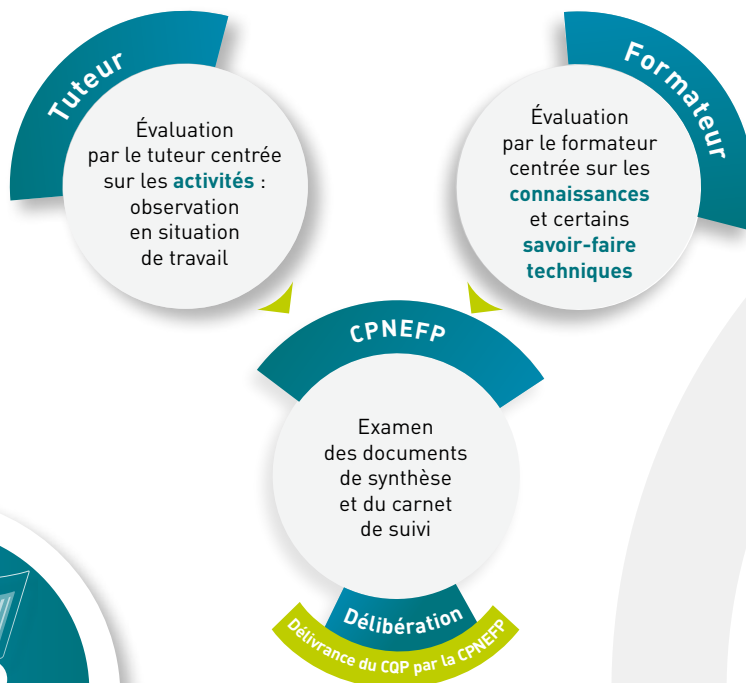 Tuteur
Évaluation
par le tuteur centrée
sur les activités :
observation
en situation
de travail
Formateur
Évaluation
par le formateur
centrée sur les
connaissances
et certains
savoir-faire
techniques
CPNEFP
Examen
des documents
de synthèse
et du carnet
de suivi
Délibération
Délivrance du CQP par la CPNEFP